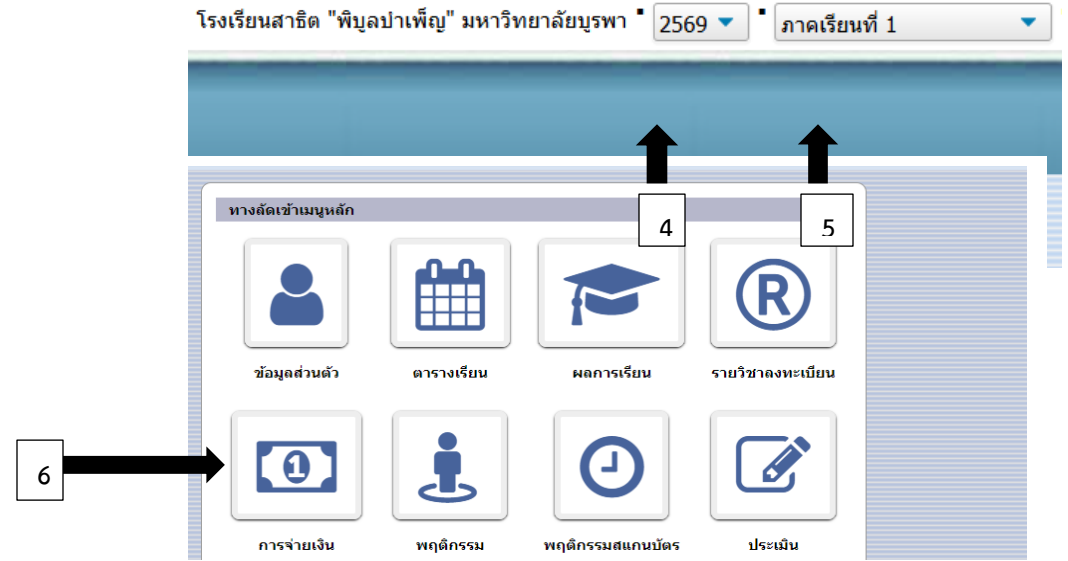 โรงเรียนสาธิต "พิบูลบำเพ็ญ" มหาวิทยาลัยบูรพา 2569 ภาคเรียนที่ 1
ทางลัดเข้าเมนูหลัก
4
5
ข้อมูลส่วนตัว ตารางเรียน ผลการเรียน รายวิชาลงทะเบียน
6
การจ่ายเงิน พฤติกรรม พฤติกรรมสแกนบัตร ประเมิน